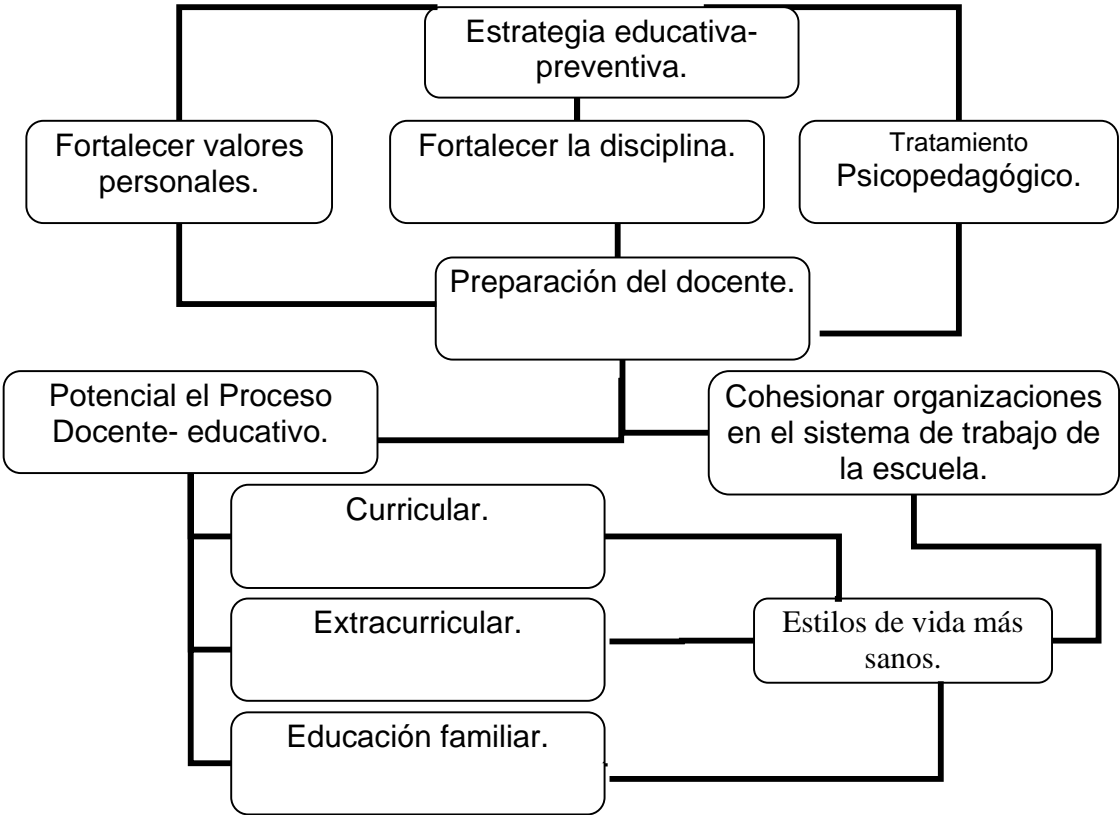 Estrategia educativa-
preventiva.
Fortalecer valores
personales.
Fortalecer la disciplina.
Tratamiento
Psicopedagógico.
Preparación del docente.
Potencial el Proceso
Docente- educativo.
Cohesionar organizaciones
en el sistema de trabajo de
la escuela.
Curricular.
Extracurricular.
Estilos de vida más
sanos.
Educación familiar.